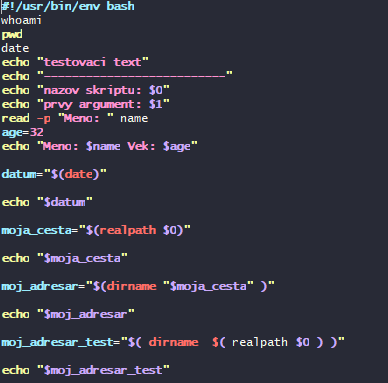 #!/usr/bin/env bash
whoami
pwd
date
echo "testovaci text"
echo "--------------------------"
echo "nazov skriptu: $0"
echo "prvy argument: $1"
read -p "Meno: " name
age=32
echo "Meno: $name Vek: $age"
datum="$(date)"
echo "$datum"
moja_cesta="$(realpath $0)"
echo "$moja_cesta"
moj_adresar="$(dirname "$moja_cesta" )"
echo "$moj_adresar"
moj_adresar_test="$( dirname  $( realpath $0 ) )"
echo "$moj_adresar_test"